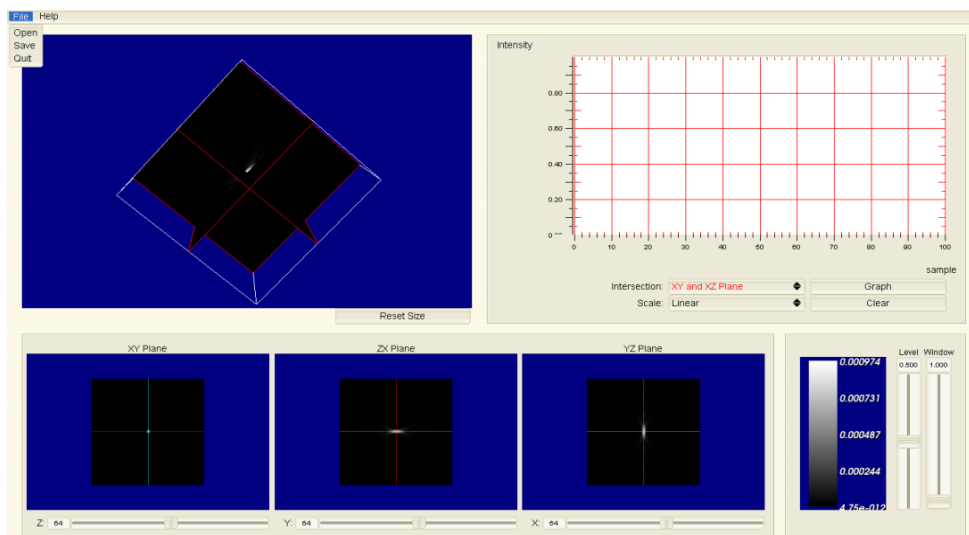 File Help
Open
Save
Quit
Intensity
0.80
0.60
0.40
0.20
0
0 10 20 30 40 50 60 70 80 90 100
sample
Intersection: XY and XZ Plane Graph
Scale: Linear Clear
Reset Size
XY Plane ZX Plane YZ Plane
Z: 64 Y: 64 X: 64
Level Window
0.500 1.000
0.000974
0.000731
0.000487
0.000244
4.75e-012